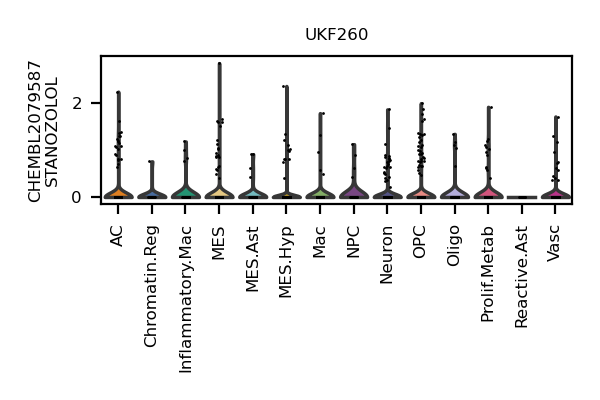 UKF260
CHEMBL2079587
STANOZOLOL
2
0
AC
Chromatin.Reg
Inflammatory.Mac
MES
MES.Ast
MES.Hyp
Mac
NPC
Neuron
OPC
Oligo
Prolif.Metab
Reactive.Ast
Vasc